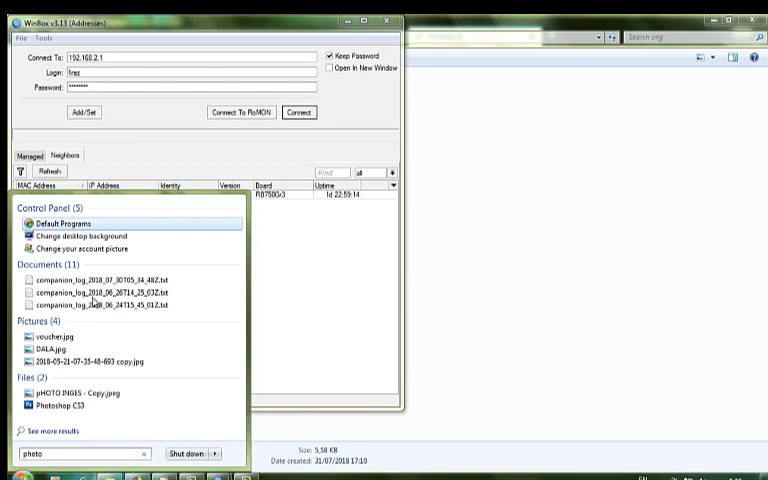 WinBox v3.13 (Addresses)
File Tools
Search img
Connect To: 192.168.2.1
Keep Password
Login:
Open In New Window
Password: ********
Add/Set
Connect To RoMON
Connect
Managed Neighbors
Refresh
Find
all
MAC Address / IP Address Identity Version Board Uptime
RB750Gr3 1d 22:59:14
Control Panel (5)
Default Programs
Change desktop background
Change your account picture
Documents (11)
companion_log_2018_07_30T05_34_48Z.txt
companion_log_2018_06_26T14_25_03Z.txt
companion_log_2018_06_24T15_45_01Z.txt
Pictures (4)
voucher.jpg
DALA.jpg
2018-05-21-07-35-48-693 copy.jpg
Files (2)
pHOTO INGES - Copy.jpeg
Photoshop CS3
See more results
photo
Shut down
Size: 5,58 KB
Date created: 31/07/2018 17:10